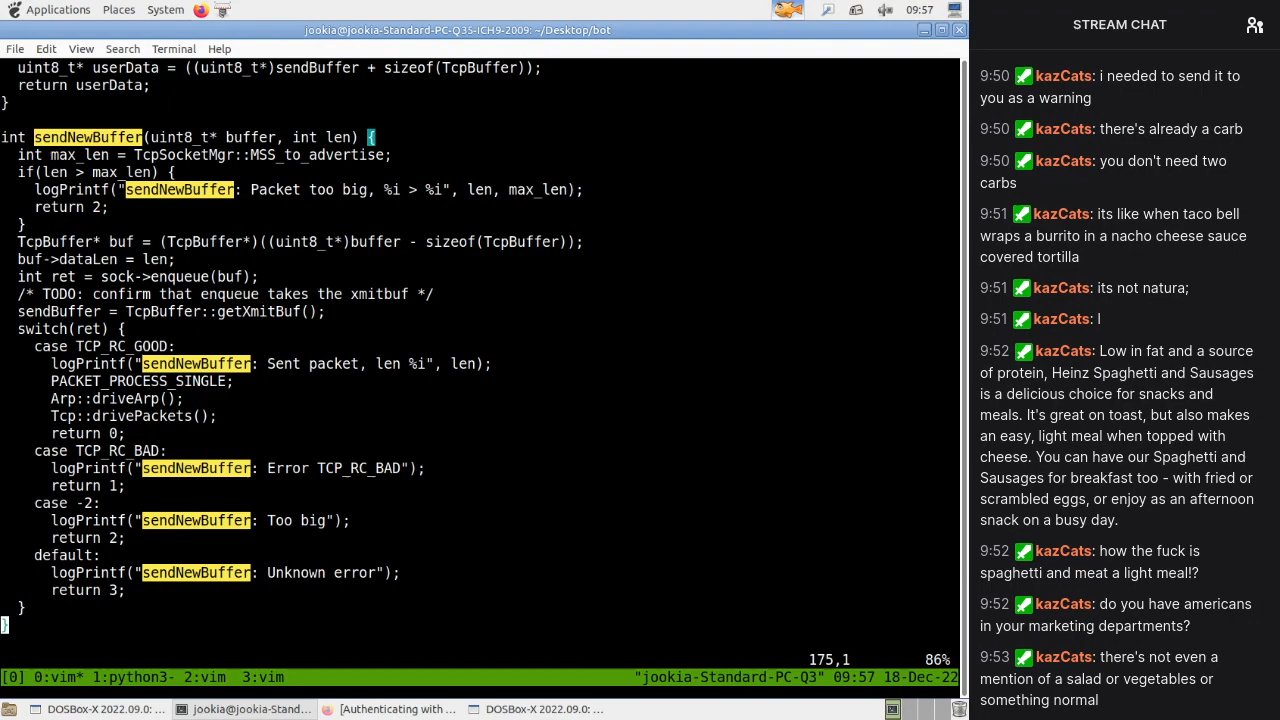 Applications Places System 09:57
jookia@jookia-Standard-PC-Q35-ICH9-2009: ~/Desktop/bot
File Edit View Search Terminal Help
  uint8_t* userData = ((uint8_t*)sendBuffer + sizeof(TcpBuffer));
  return userData;
}

int sendNewBuffer(uint8_t* buffer, int len) {
  int max_len = TcpSocketMgr::MSS_to_advertise;
  if(len > max_len) {
    logPrintf("sendNewBuffer: Packet too big, %i > %i", len, max_len);
    return 2;
  }
  TcpBuffer* buf = (TcpBuffer*)((uint8_t*)buffer - sizeof(TcpBuffer));
  buf->dataLen = len;
  int ret = sock->enqueue(buf);
  /* TODO: confirm that enqueue takes the xmitbuf */
  sendBuffer = TcpBuffer::getXmitBuf();
  switch(ret) {
    case TCP_RC_GOOD:
      logPrintf("sendNewBuffer: Sent packet, len %i", len);
      PACKET_PROCESS_SINGLE;
      Arp::driveArp();
      Tcp::drivePackets();
      return 0;
    case TCP_RC_BAD:
      logPrintf("sendNewBuffer: Error TCP_RC_BAD");
      return 1;
    case -2:
      logPrintf("sendNewBuffer: Too big");
      return 2;
    default:
      logPrintf("sendNewBuffer: Unknown error");
      return 3;
  }
}
175,1 86%
[0] 0:vim* 1:python3- 2:vim 3:vim "jookia-Standard-PC-Q3" 09:57 18-Dec-22
DOSBox-X 2022.09.0: ... jookia@jookia-Stand... [Authenticating with ... DOSBox-X 2022.09.0: ...
STREAM CHAT
9:50 kazCats: i needed to send it to
you as a warning
9:50 kazCats: there's already a carb
9:50 kazCats: you don't need two
carbs
9:51 kazCats: its like when taco bell
wraps a burrito in a nacho cheese sauce
covered tortilla
9:51 kazCats: its not natura;
9:51 kazCats: l
9:52 kazCats: Low in fat and a source
of protein, Heinz Spaghetti and Sausages
is a delicious choice for snacks and
meals. It's great on toast, but also makes
an easy, light meal when topped with
cheese. You can have our Spaghetti and
Sausages for breakfast too - with fried or
scrambled eggs, or enjoy as an afternoon
snack on a busy day.
9:52 kazCats: how the fuck is
spaghetti and meat a light meal!?
9:52 kazCats: do you have americans
in your marketing departments?
9:53 kazCats: there's not even a
mention of a salad or vegetables or
something normal